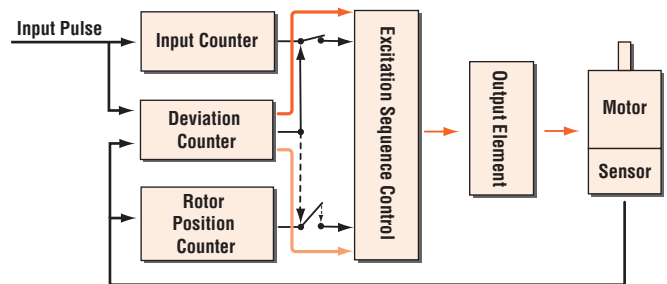 Input Pulse
Input Counter
Deviation
Counter
Rotor
Position
Counter
Excitation Sequence Control
Output Element
Motor
Sensor